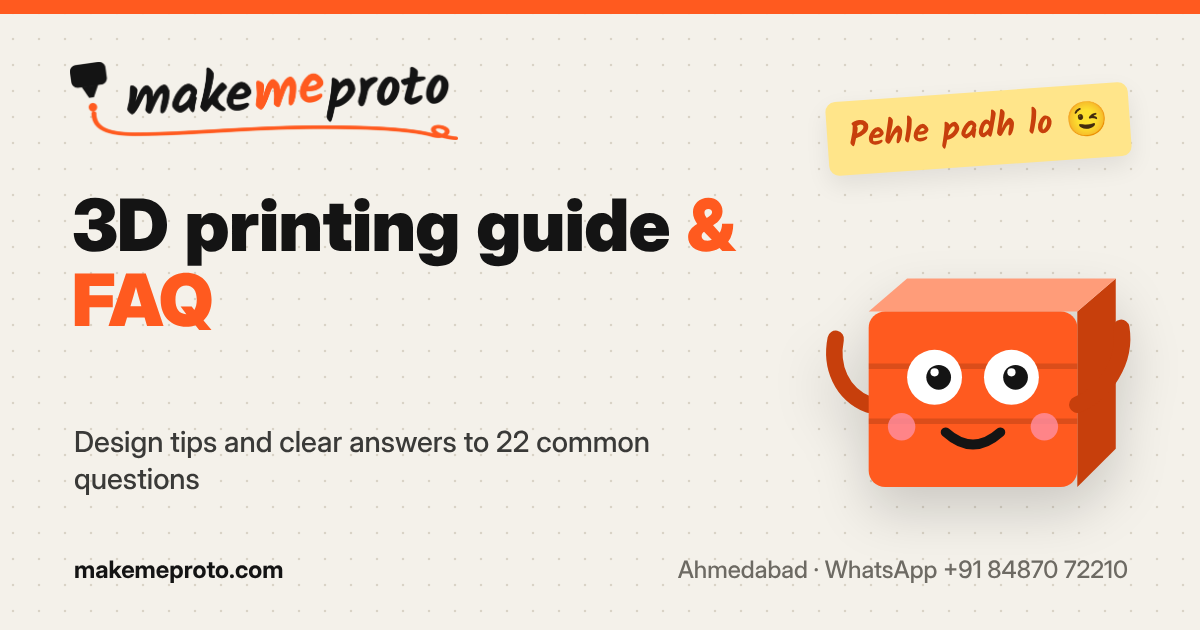 makemeproto
Pehle padh lo 😉
3D printing guide &
FAQ
Design tips and clear answers to 22 common
questions
makemeproto.com
Ahmedabad · WhatsApp +91 84870 72210